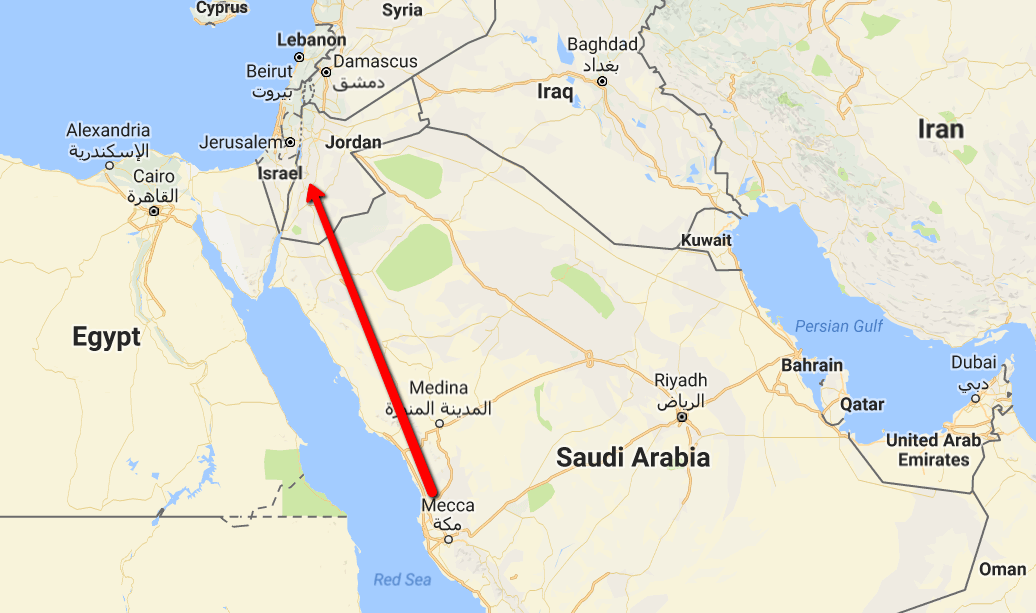 Cyprus
Syria
Lebanon
Beirut
بيروت
Damascus
دمشق
Baghdad
بغداد
Iraq
Iran
Alexandria
الإسكندرية
Jerusalem
Jordan
Israel
Cairo
القاهرة
Kuwait
Egypt
Persian Gulf
Medina
المدينة المنورة
Riyadh
الرياض
Bahrain
Dubai
دبي
Qatar
United Arab
Emirates
Saudi Arabia
Mecca
مكة
Red Sea
Oman